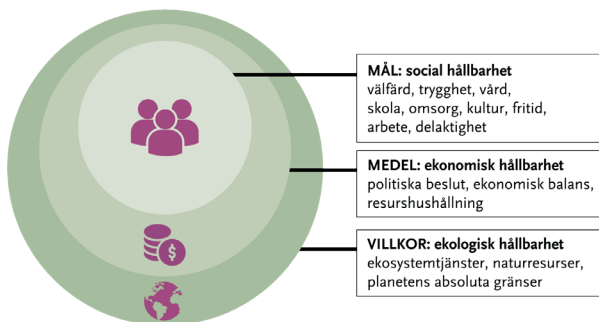 MÅL: social hållbarhet
välfärd, trygghet, vård,
skola, omsorg, kultur, fritid,
arbete, delaktighet
MEDEL: ekonomisk hållbarhet
politiska beslut, ekonomisk balans,
resurshushållning
VILLKOR: ekologisk hållbarhet
ekosystemtjänster, naturresurser,
planetens absoluta gränser
$